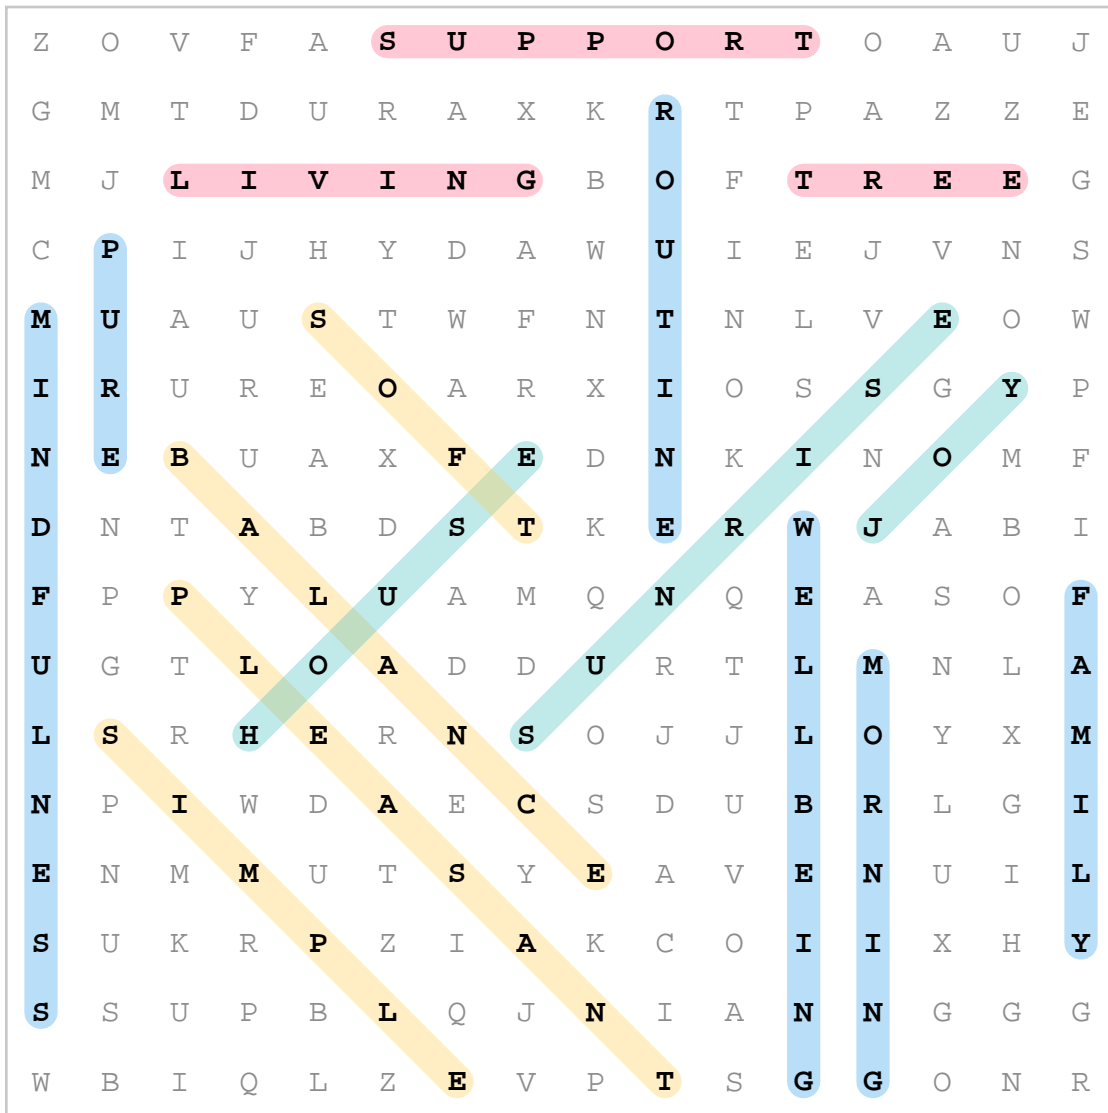 Z O V F A S U P P O R T O A U J
G M T D U R A X K R T P A Z Z E
M J L I V I N G B O F T R E E G
C P I J H Y D A W U I E J V N S
M U A U S T W F N T N L V E O W
I R U R E O A R X I O S S G Y P
N E B U A X F E D N K I N O M F
D N T A B D S T K E R W J A B I
F P P Y L U A M Q N Q E A S O F
U G T L O A D D U R T L M N L A
L S R H E R N S O J J L O Y X M
N P I W D A E C S D U B R L G I
E N M M U T S Y E A V E N U I L
S U K R P Z I A K C O I I X H Y
S S U P B L Q J N I A N N G G G
W B I Q L Z E V P T S G G O N R